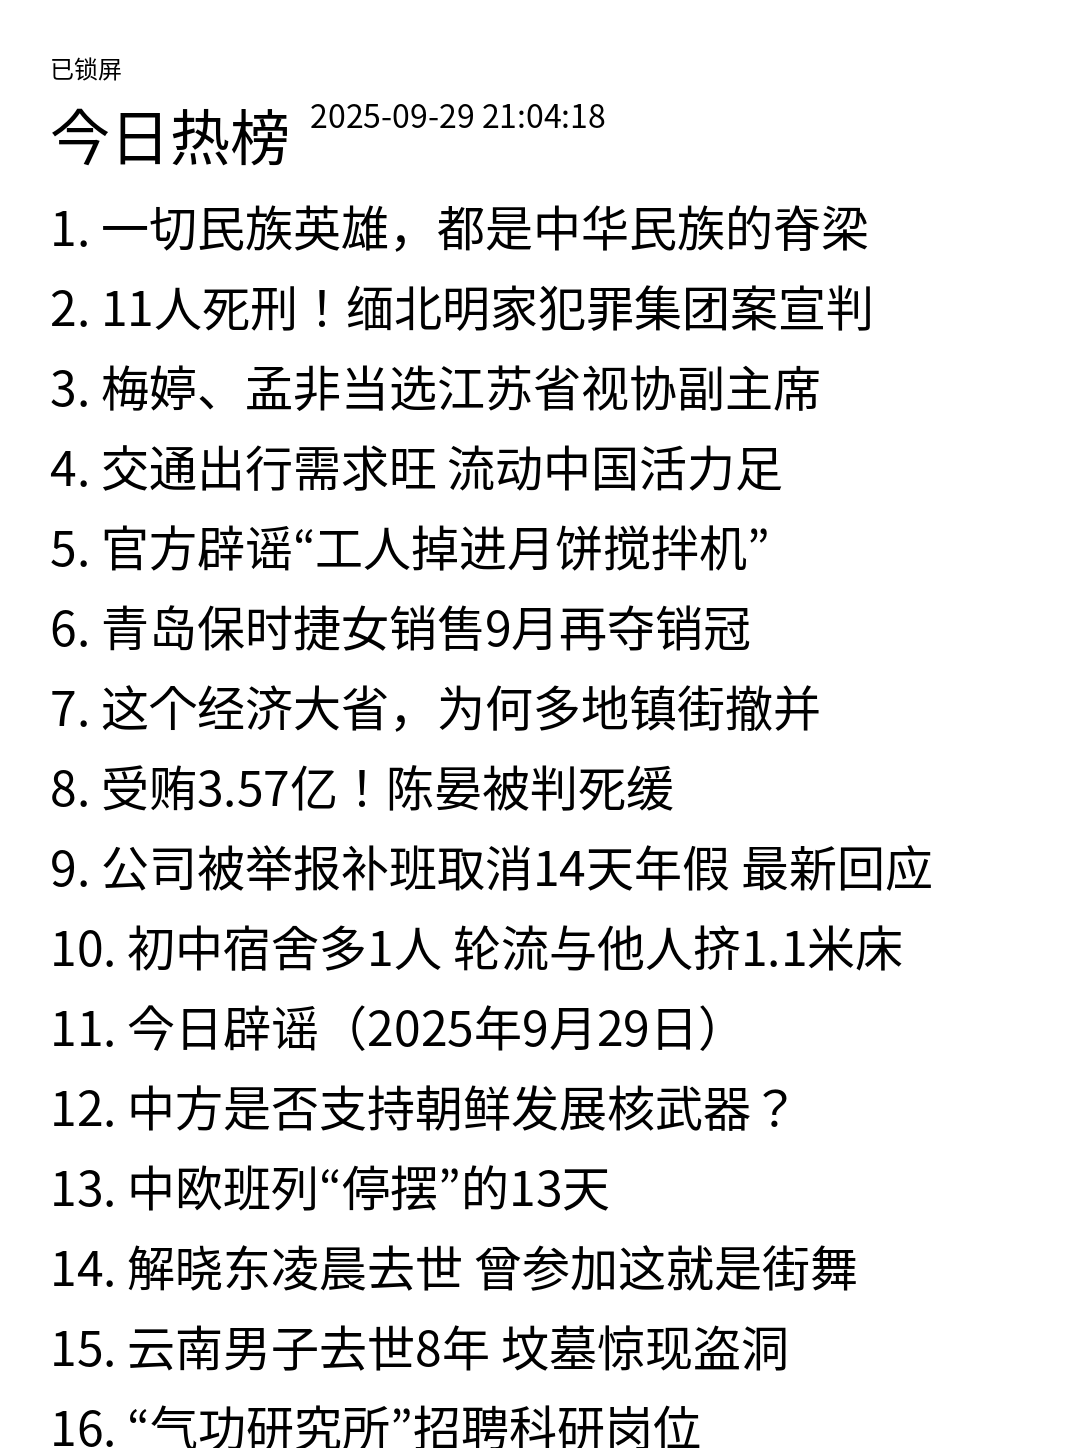 已锁屏
今日热榜 2025-09-29 21:04:18
1. 一切民族英雄，都是中华民族的脊梁
2. 11人死刑！缅北明家犯罪集团案宣判
3. 梅婷、孟非当选江苏省视协副主席
4. 交通出行需求旺 流动中国活力足
5. 官方辟谣“工人掉进月饼搅拌机”
6. 青岛保时捷女销售9月再夺销冠
7. 这个经济大省，为何多地镇街撤并
8. 受贿3.57亿！陈晏被判死缓
9. 公司被举报补班取消14天年假 最新回应
10. 初中宿舍多1人 轮流与他人挤1.1米床
11. 今日辟谣（2025年9月29日）
12. 中方是否支持朝鲜发展核武器？
13. 中欧班列“停摆”的13天
14. 解晓东凌晨去世 曾参加这就是街舞
15. 云南男子去世8年 坟墓惊现盗洞
16. “气功研究所”招聘科研岗位